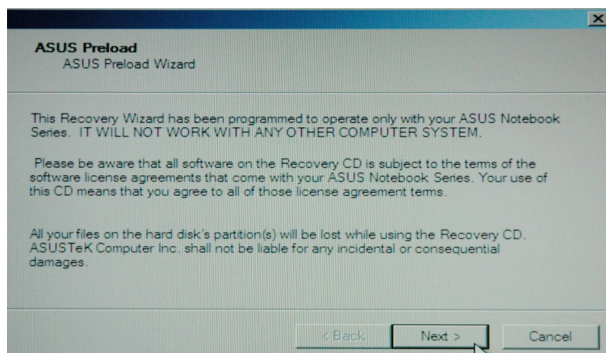 ASUS Preload
ASUS Preload Wizard
This Recovery Wizard has been programmed to operate only with your ASUS Notebook
Series. IT WILL NOT WORK WITH ANY OTHER COMPUTER SYSTEM.
Please be aware that all software on the Recovery CD is subject to the terms of the
software license agreements that come with your ASUS Notebook Series. Your use of
this CD means that you agree to all of those license agreement terms.
All your files on the hard disk's partition(s) will be lost while using the Recovery CD.
ASUSTeK Computer Inc. shall not be liable for any incidental or consequential
damages.
< Back Next > Cancel